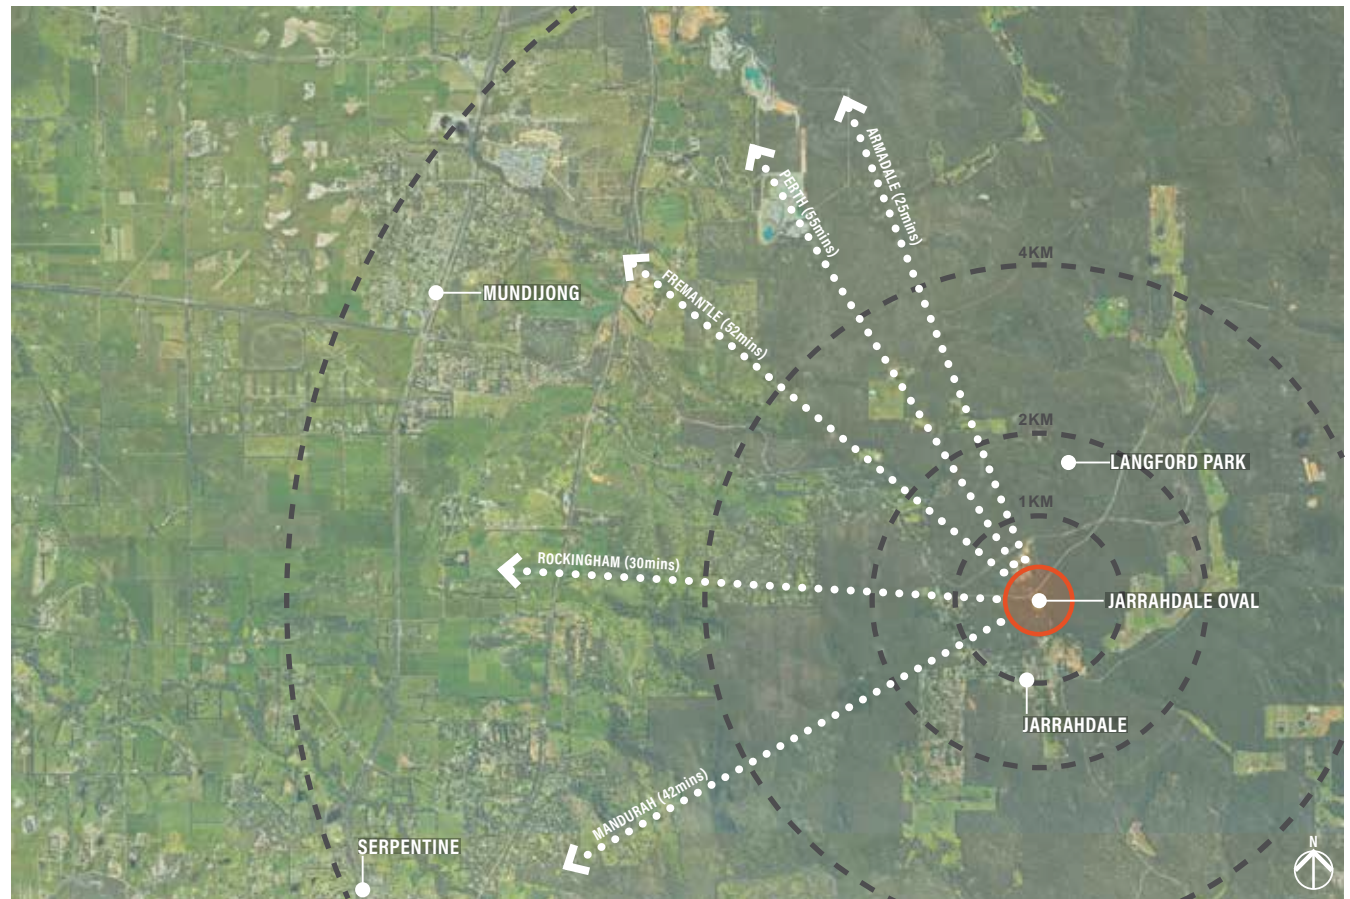 ARMADALE (25mins)
PERTH (55mins)
4KM
FREMANTLE (52mins)
MUNDIJONG
2KM
LANGFORD PARK
1KM
ROCKINGHAM (30mins)
JARRAHDALE OVAL
JARRAHDALE
MANDURAH (42mins)
SERPENTINE
N